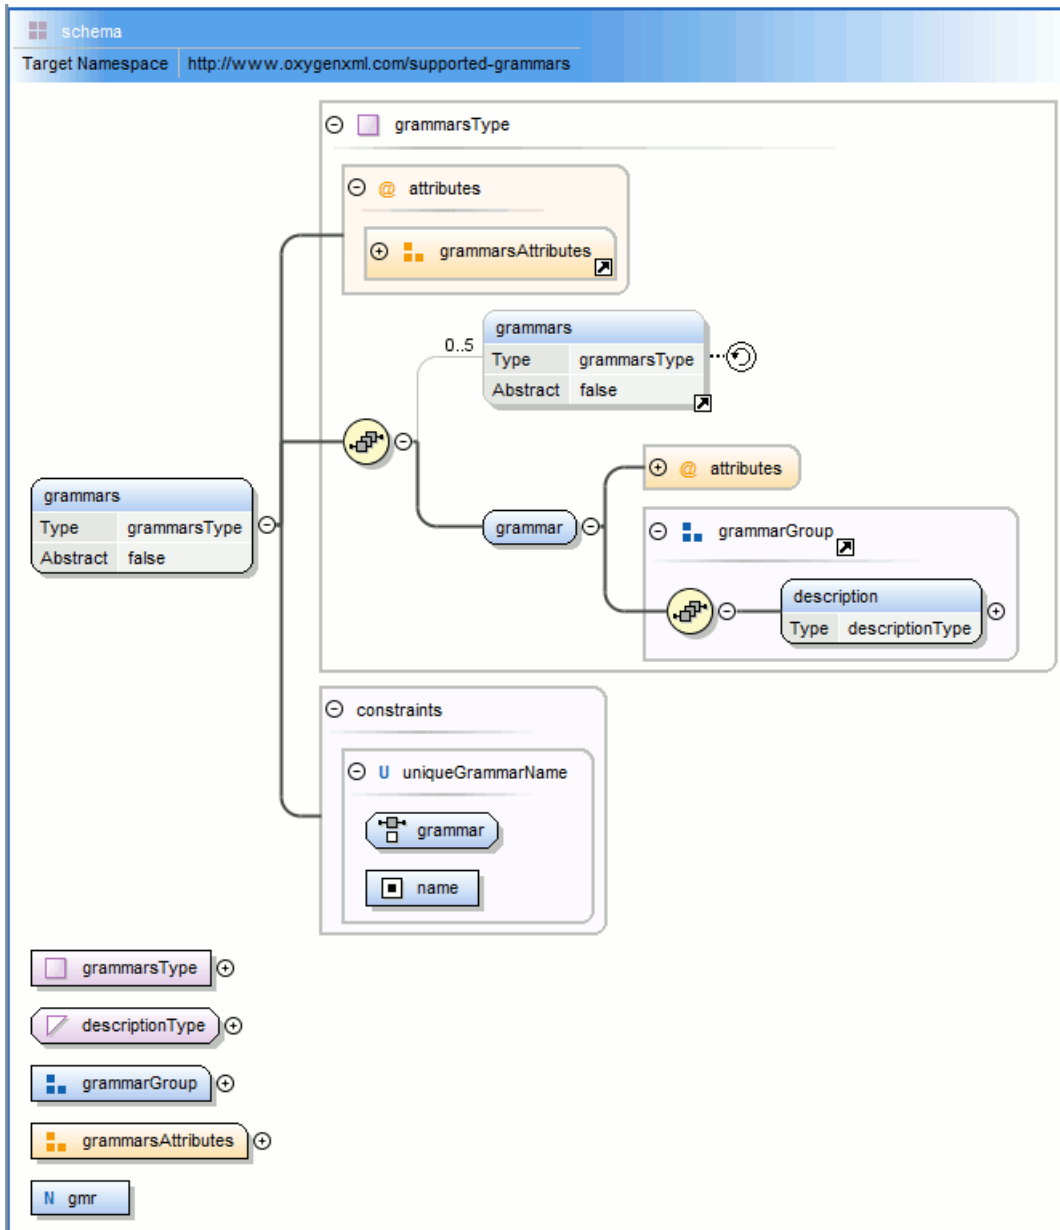 schema
Target Namespace http://www.oxygenxml.com/supported-grammars
grammarsType
@ attributes
grammarsAttributes
grammars
0..5
Type grammarsType
Abstract false
@ attributes
grammars
Type grammarsType
Abstract false
grammar
grammarGroup
description
Type descriptionType
constraints
U uniqueGrammarName
grammar
name
grammarsType
descriptionType
grammarGroup
grammarsAttributes
N gmr